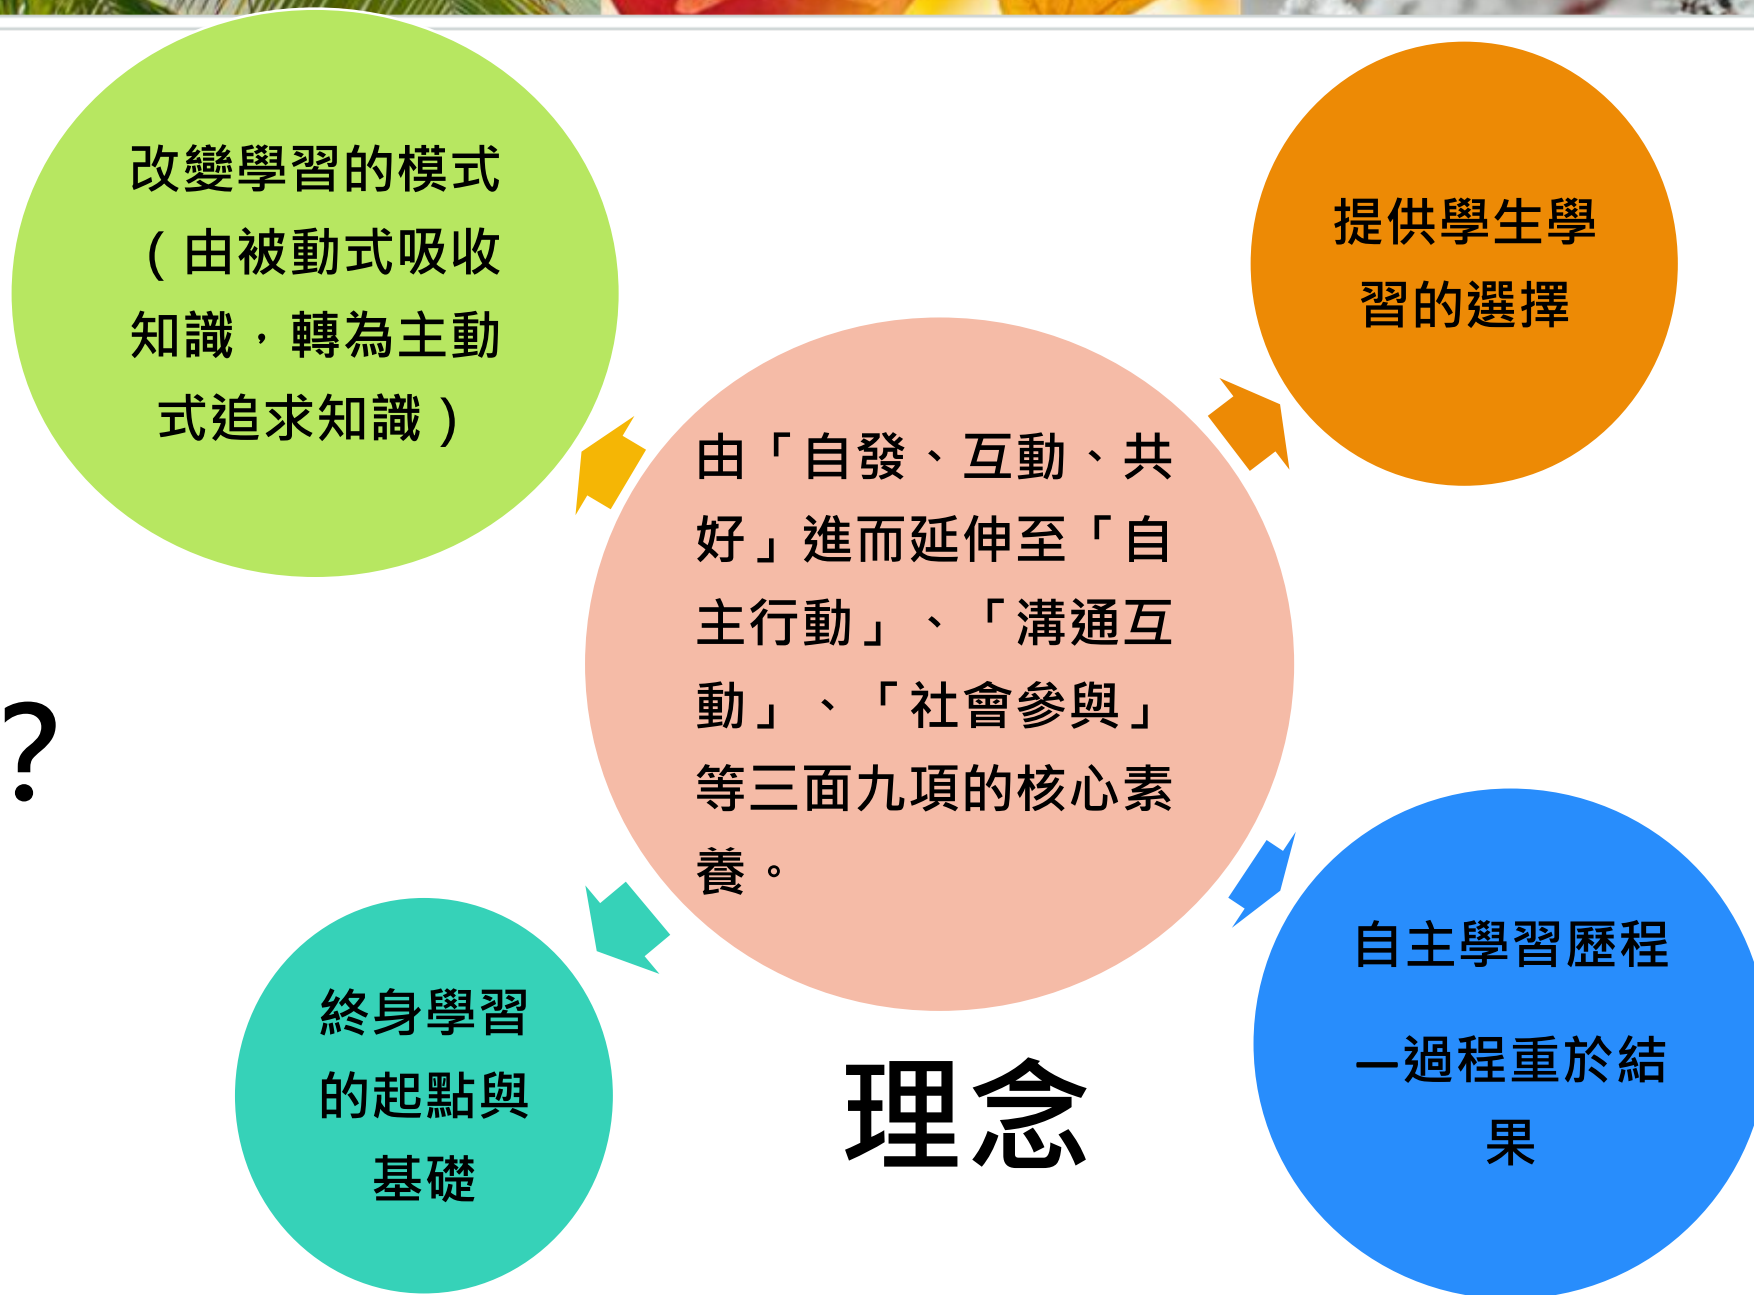 改變學習的模式
（由被動式吸收
知識，轉為主動
式追求知識）
提供學生學
習的選擇
由「自發、互動、共
好」進而延伸至「自
主行動」、「溝通互
動」、「社會參與」
等三面九項的核心素
養。
？
終身學習
的起點與
基礎
理念
自主學習歷程
—過程重於結
果